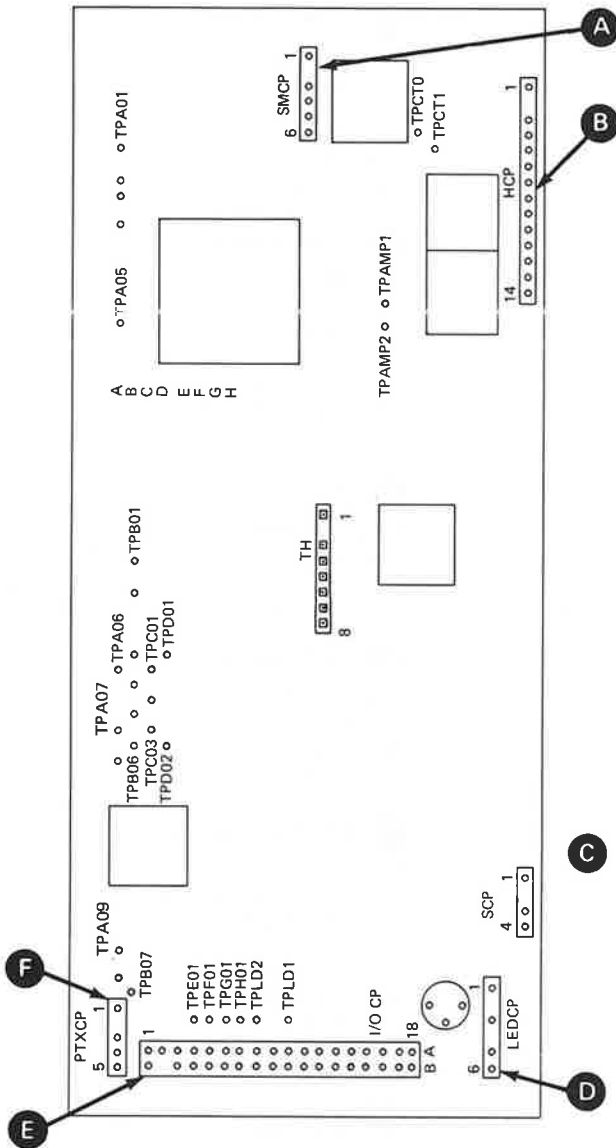 A
1
SMCP
6
TPA01
TPCT0
TPCT1
1
HCP
14
B
TPA05
TPAMP1
TPAMP2
A
B
C
D
E
F
G
H
TPB01
1
TH
8
TPA06
TPA07
TPC01
TPD01
TPB06
TPC03
TPD02
C
1
SCP
4
TPA09
TPB07
F
1
PTXCP
5
TPE01
TPF01
TPG01
TPH01
TPLD2
TPLD1
1
I/O CP
18
B A
1
LEDCP
6
D
E